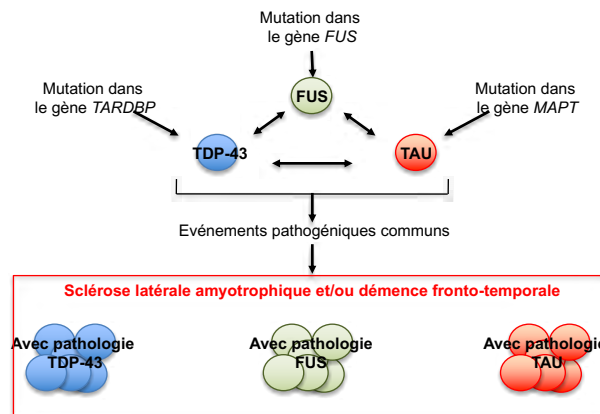 Mutation dans
le gène FUS
Mutation dans
le gène TARDBP
FUS
Mutation dans
le gène MAPT
TDP-43
TAU
Evénements pathogéniques communs
Sclérose latérale amyotrophique et/ou démence fronto-temporale
Avec pathologie
TDP-43
Avec pathologie
FUS
Avec pathologie
TAU